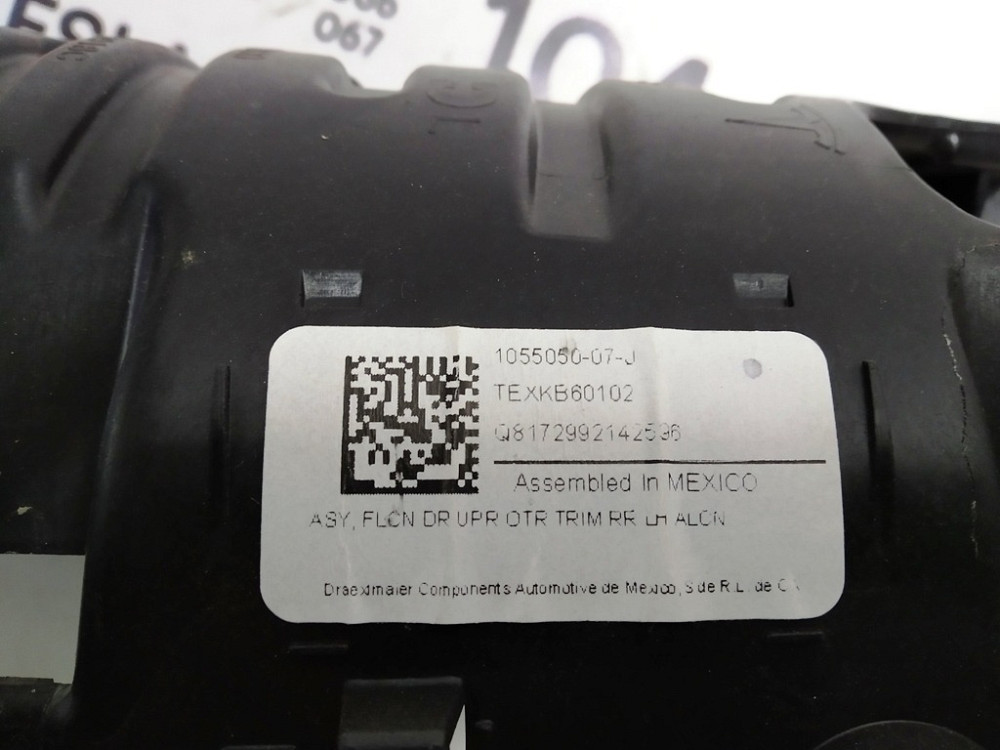 067
1055050-07-J
TEXKB60102
Q8172992142596
Assembled In MEXICO
ASY, FLCN DR UPR OTR TRIM RR LH ALCN
Draexlmaier Components Automotive de Mexico, S de R.L. de C.